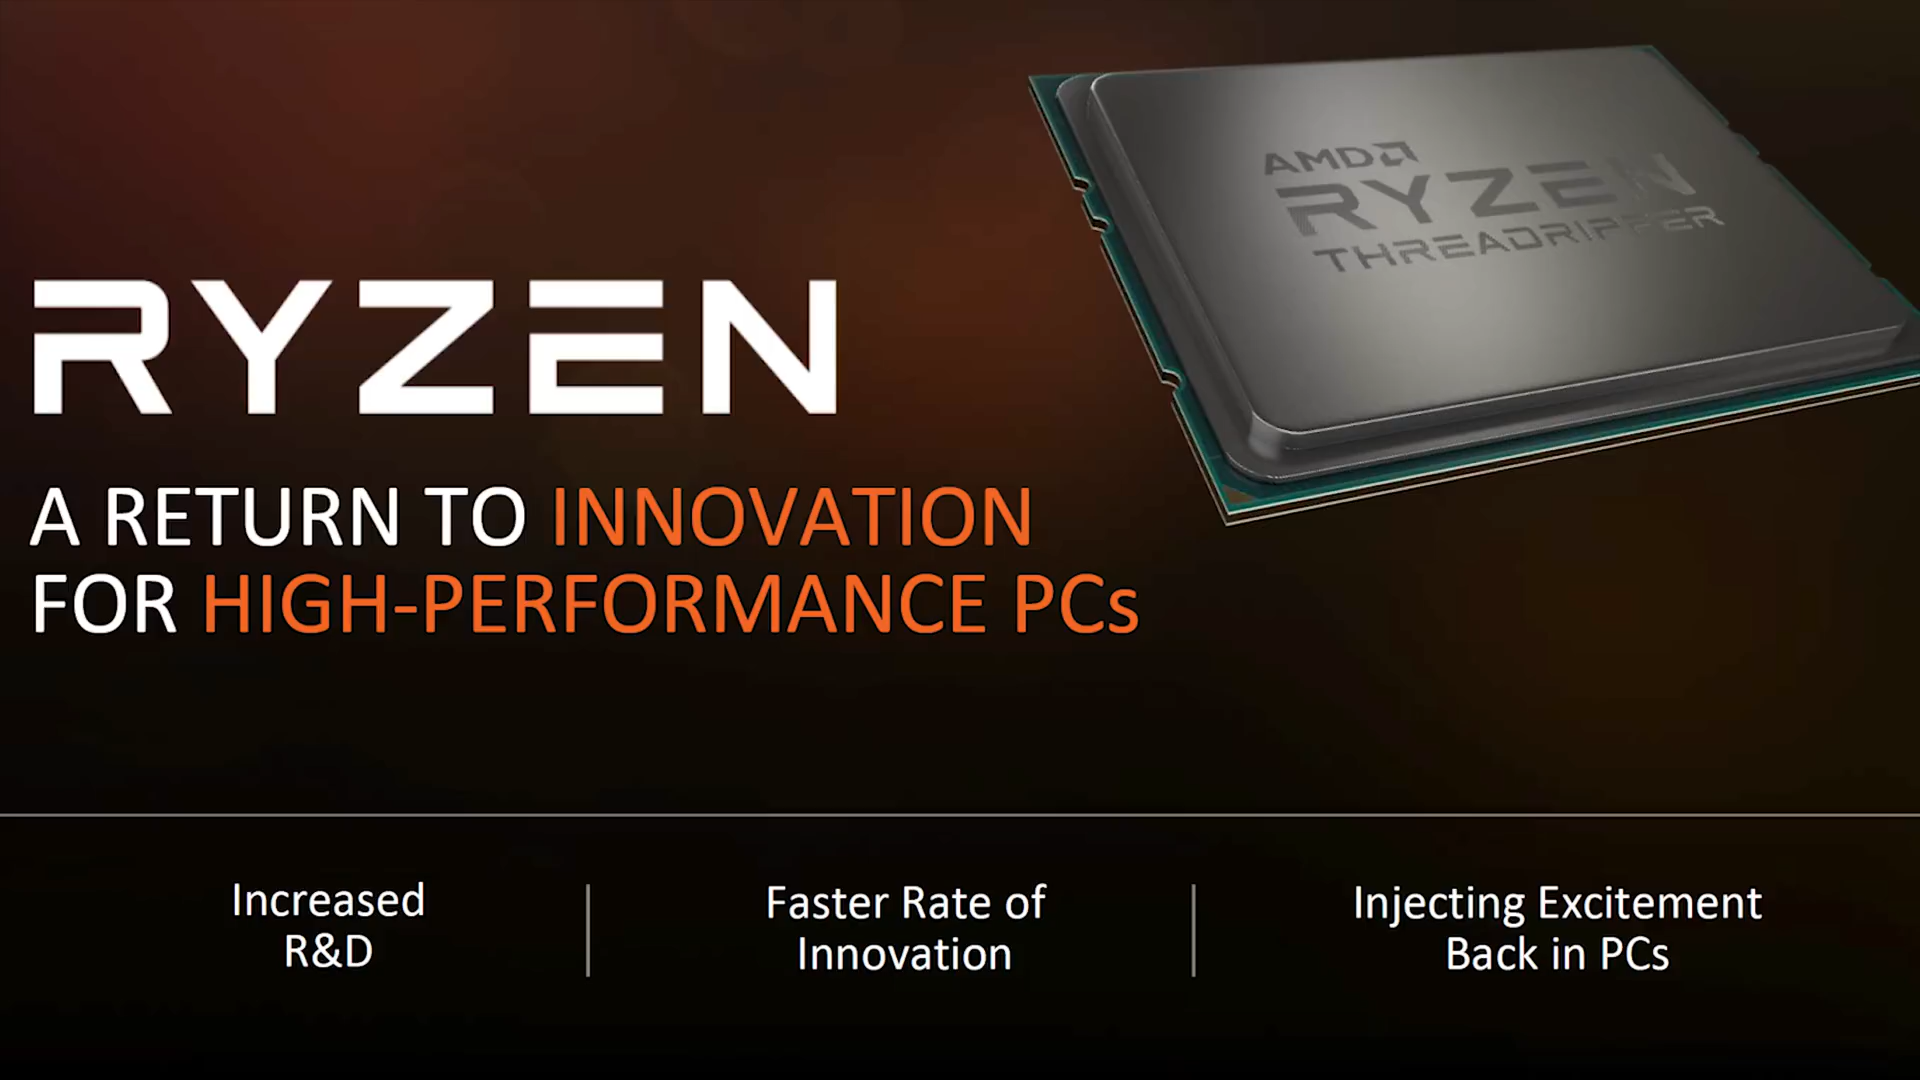 AMD
RYZEN
THREADRIPPER
RYZEN
A RETURN TO INNOVATION
FOR HIGH-PERFORMANCE PCs
Increased
R&D
Faster Rate of
Innovation
Injecting Excitement
Back in PCs